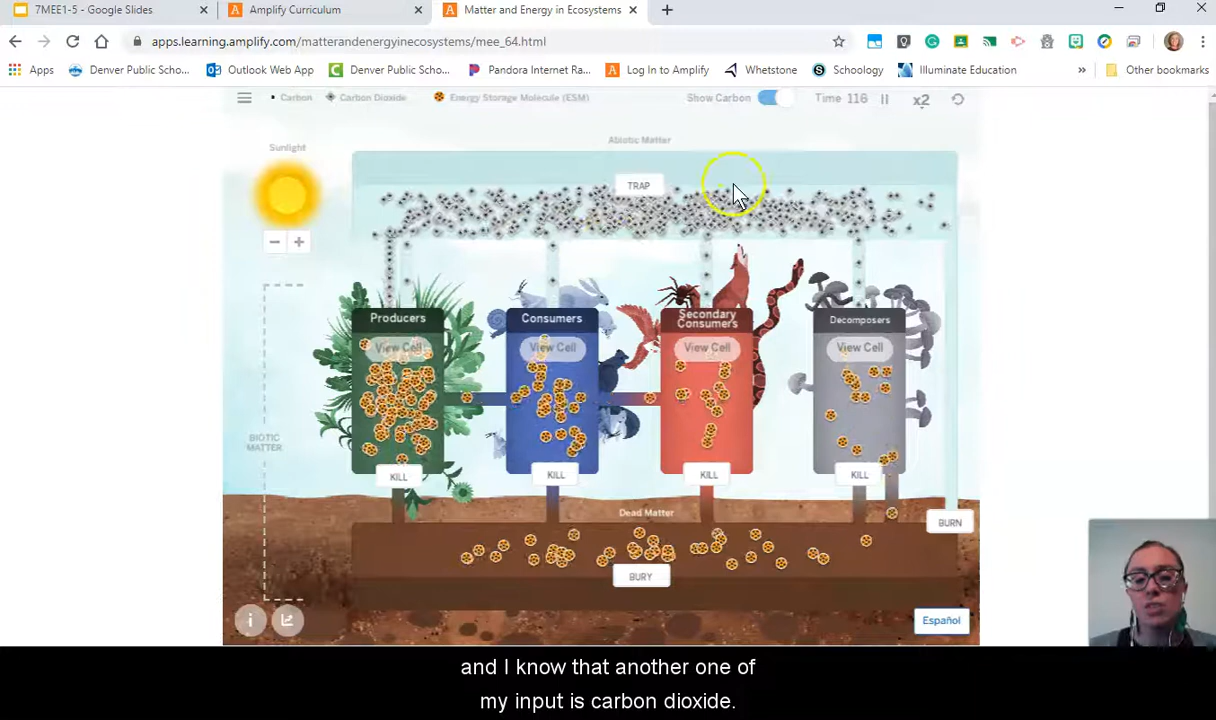 7MEE1-5 - Google Slides
Amplify Curriculum
Matter and Energy in Ecosystems
apps.learning.amplify.com/matterandenergyinecosystems/mee_64.html
Apps
Denver Public Scho...
Outlook Web App
Denver Public Scho...
Pandora Internet Ra...
Log In to Amplify
Whetstone
Schoology
Illuminate Education
»
Other bookmarks
Carbon
Carbon Dioxide
Energy Storage Molecule (ESM)
Show Carbon
Time 116
x2
Abiotic Matter
Sunlight
TRAP
Producers
Consumers
Secondary
Consumers
Decomposers
View Cell
View Cell
View Cell
View Cell
BIOTIC
MATTER
KILL
KILL
KILL
KILL
Dead Matter
BURN
BURY
Español
and I know that another one of
my input is carbon dioxide.